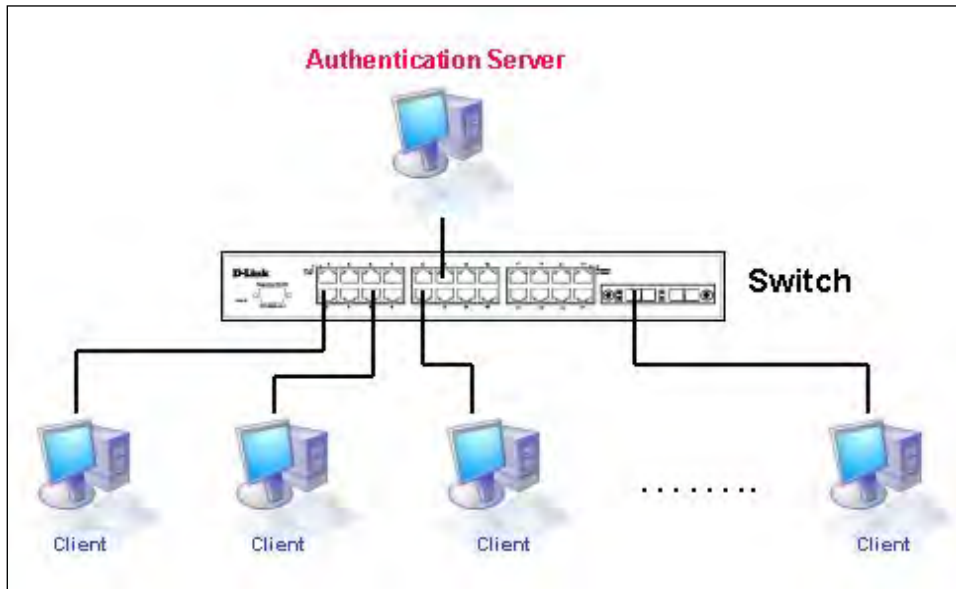 Authentication Server
D-Link
Switch
Client
Client
Client
........
Client